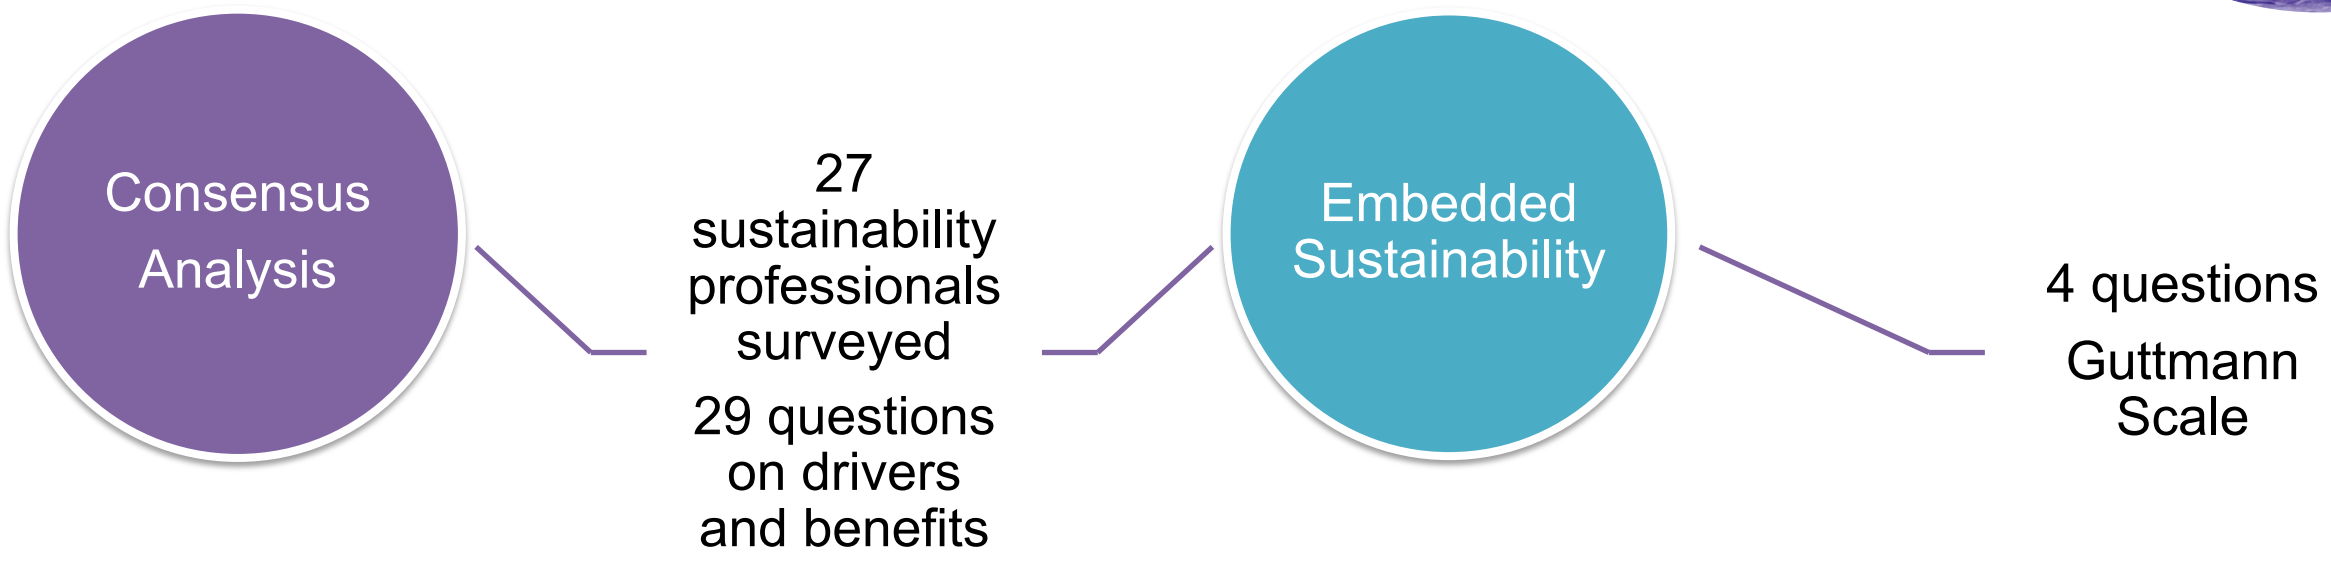 Consensus
Analysis
27
sustainability
professionals
surveyed
29 questions
on drivers
and benefits
Embedded
Sustainability
4 questions
Guttmann
Scale